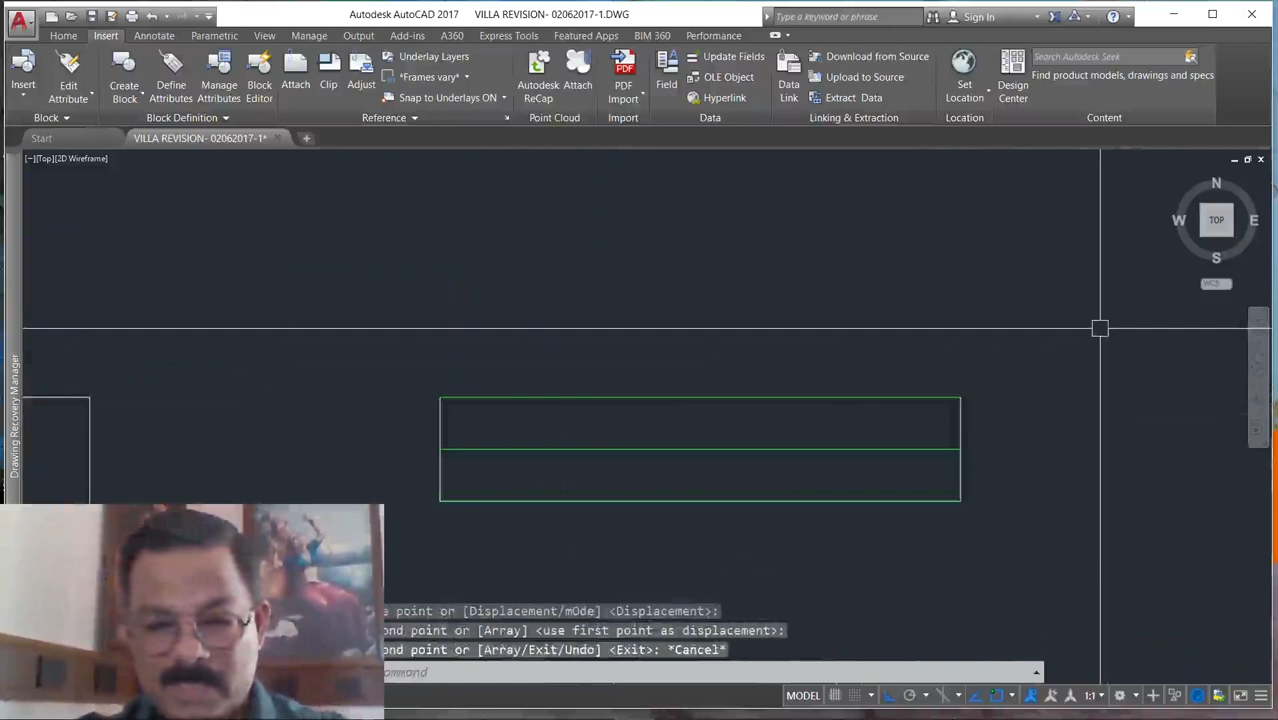 Autodesk AutoCAD 2017 VILLA REVISION- 02062017-1.DWG
Type a keyword or phrase
Sign In
Home Insert Annotate Parametric View Manage Output Add-ins A360 Express Tools Featured Apps BIM 360 Performance
Insert
Edit Attribute
Create Block
Define Attributes
Manage Attributes
Block Editor
Attach
Clip
Adjust
Underlay Layers
*Frames vary*
Snap to Underlays ON
Autodesk ReCap
Attach
PDF
PDF Import
Field
Update Fields
OLE Object
Hyperlink
Data Link
Download from Source
Upload to Source
Extract Data
Set Location
Design Center
Search Autodesk Seek
Find product models, drawings and specs
Block
Block Definition
Reference
Point Cloud
Import
Data
Linking & Extraction
Location
Content
Start
VILLA REVISION- 02062017-1*
[−][Top][2D Wireframe]
N
W TOP E
S
WCS
Drawing Recovery Manager
point or [Displacement/mOde] <Displacement>:
ond point or [Array] <use first point as displacement>:
ond point or [Array/Exit/Undo] <Exit>: *Cancel*
ommand
MODEL
1:1